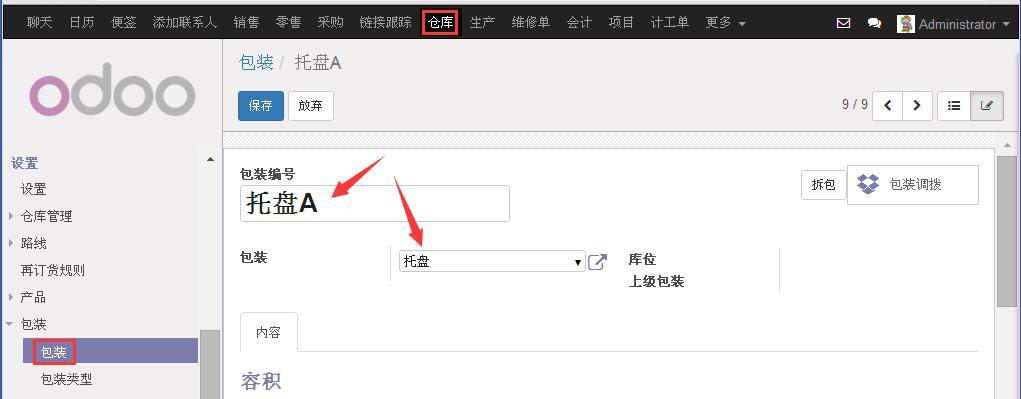 聊天 日历 便签 添加联系人 销售 零售 采购 链接跟踪 仓库 生产 维修单 会计 项目 计工单 更多 Administrator
odoo
包装 / 托盘A
保存 放弃
9 / 9
设置
设置
仓库管理
路线
再订货规则
产品
包装
包装
包装类型
包装编号
托盘A
拆包 包装调拨
包装 托盘
库位
上级包装
内容
容积